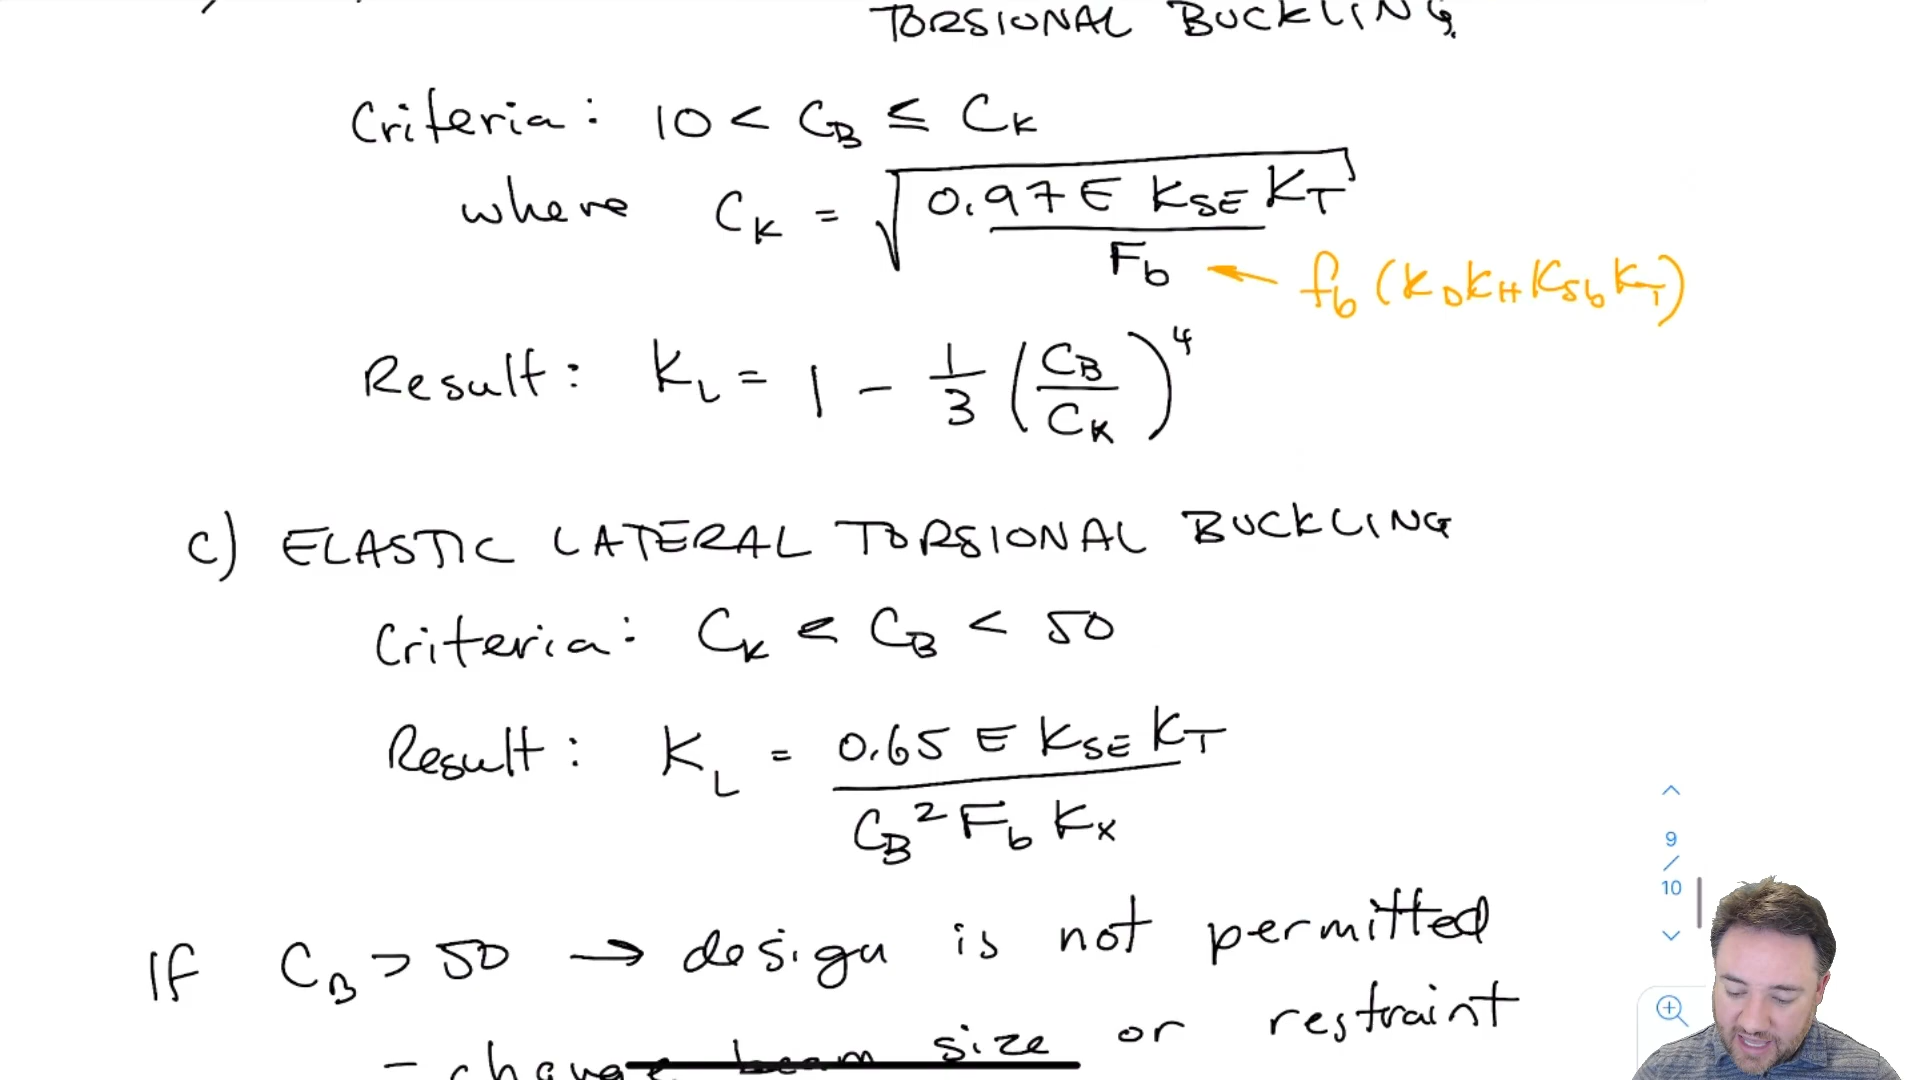 TORSIONAL BUCKLING.
Criteria: 10 < CB ≤ CK
where CK = √(0.97 E KSE KT / Fb) ← fb (KD KH KSb KT)
Result: KL = 1 - 1/3 (CB/CK)^4
c) ELASTIC LATERAL TORSIONAL BUCKLING
Criteria: CK < CB < 50
Result: KL = 0.65 E KSE KT / CB² Fb Kx
If CB > 50 → design is not permitted
- change beam size or restraint
9
/
10